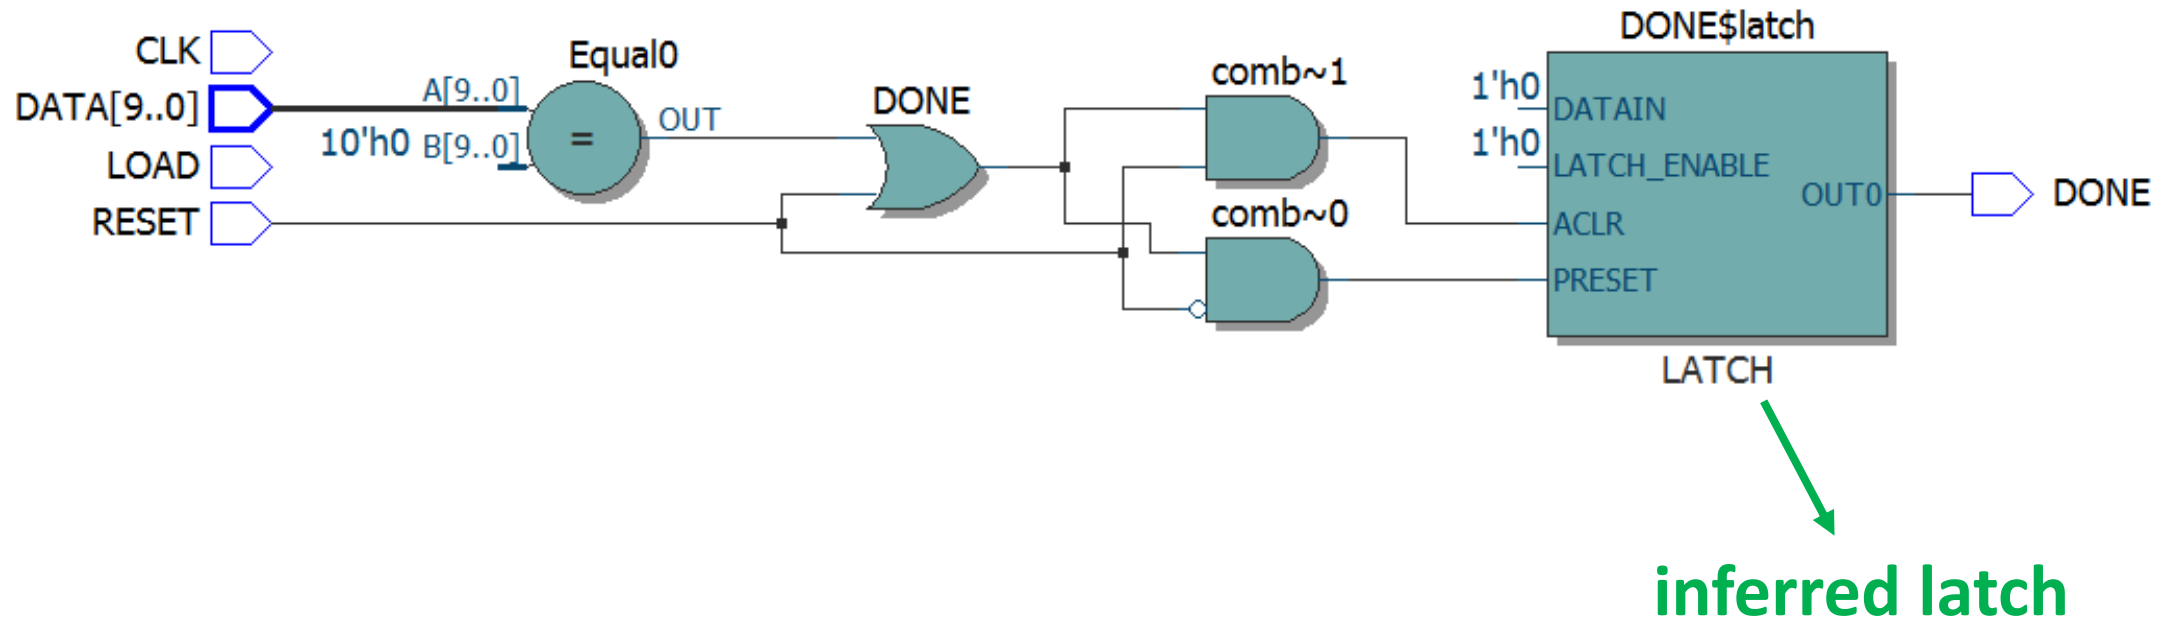 CLK
DATA[9..0]
LOAD
RESET
Equal0
A[9..0]
10'h0 B[9..0]
=
OUT
DONE
comb~1
comb~0
DONE$latch
1'h0
DATAIN
1'h0
LATCH_ENABLE
ACLR
PRESET
OUT0
LATCH
DONE
inferred latch